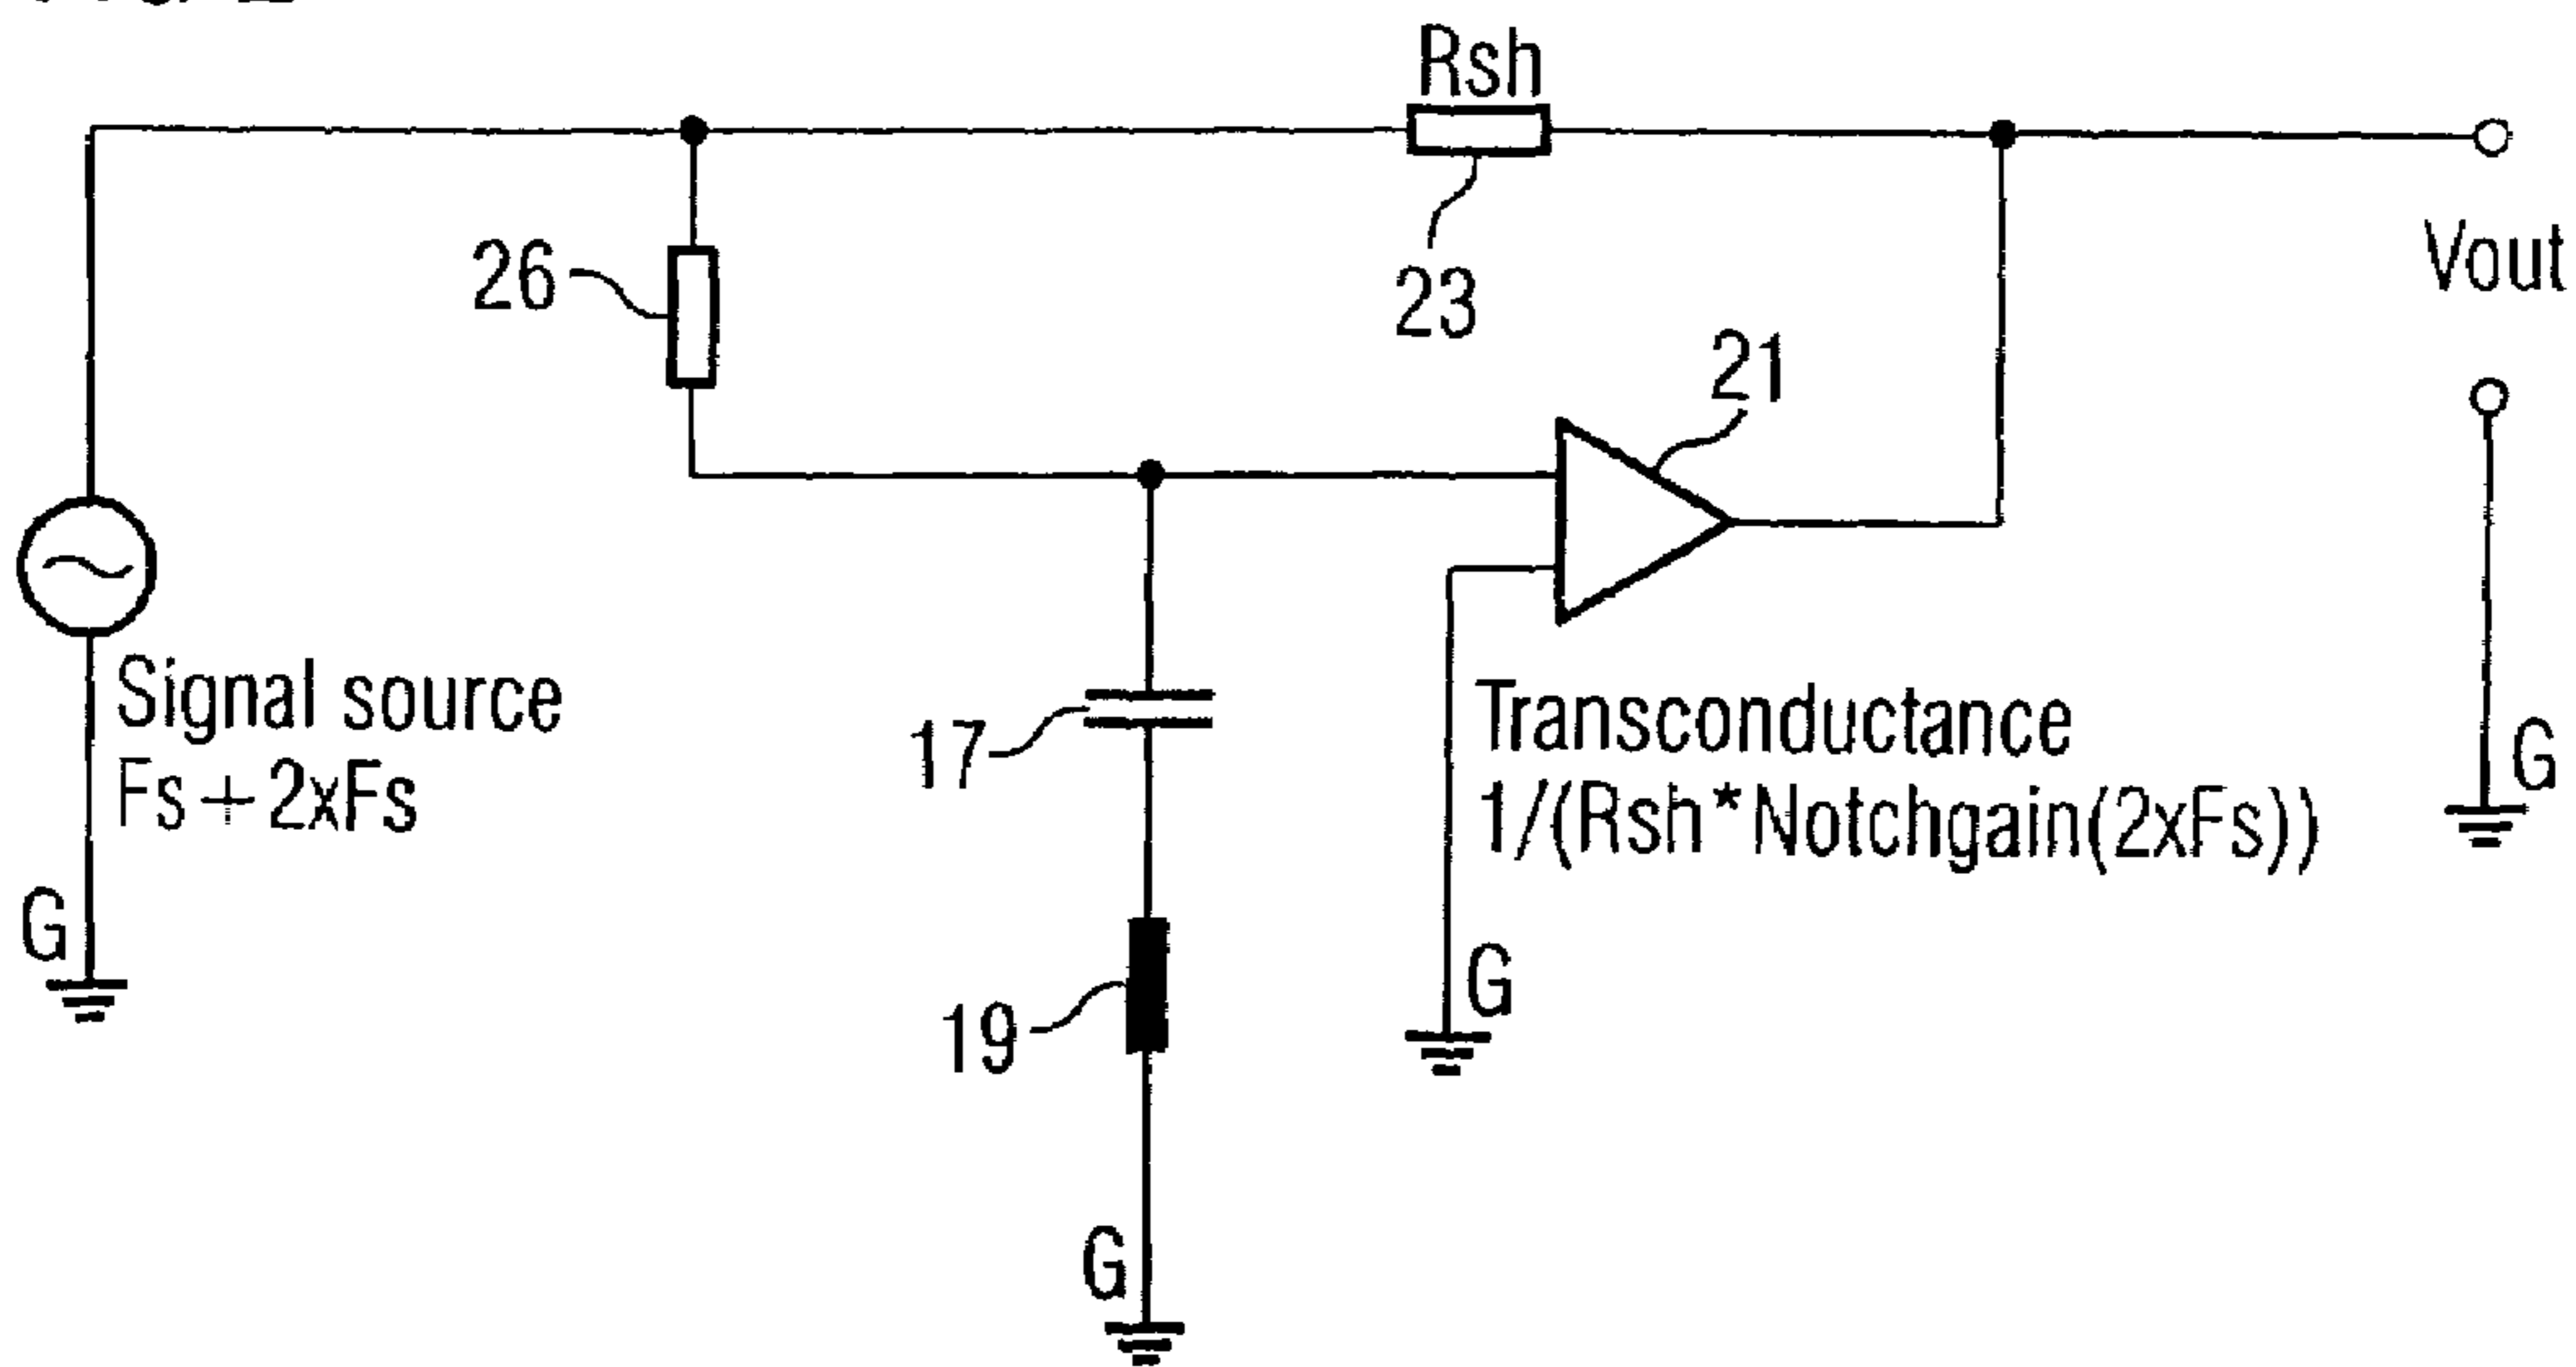 Rsh
26
23
21
Vout
17
Signal source
Fs+2xFs
Transconductance
1/(Rsh*Notchgain(2xFs))
G
G
G
19
G